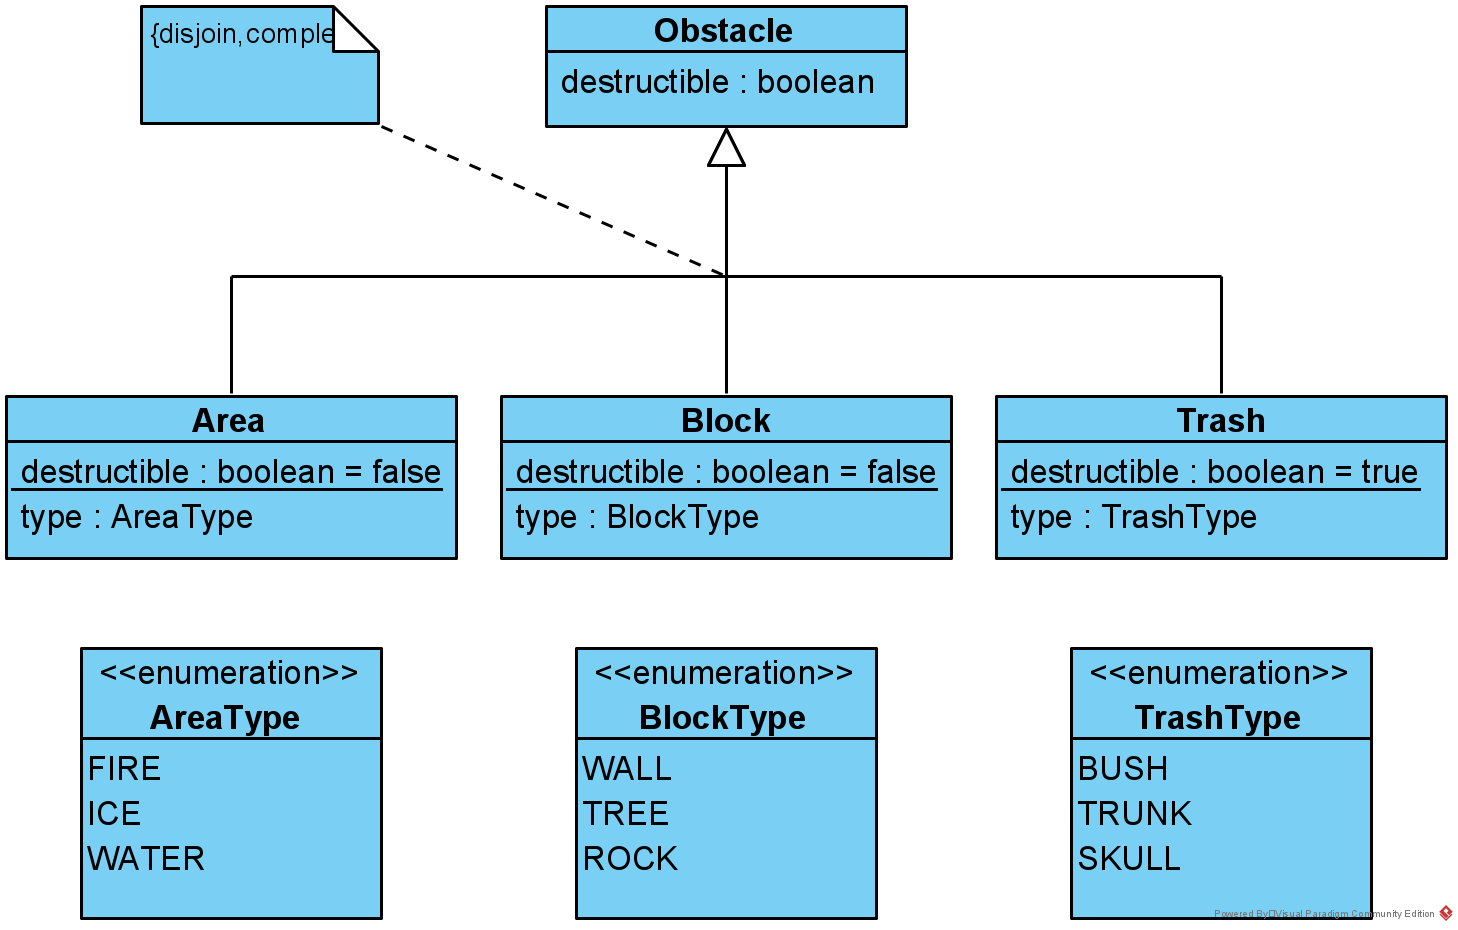 {disjoin,comple
Obstacle
destructible : boolean
Area
destructible : boolean = false
type : AreaType
Block
destructible : boolean = false
type : BlockType
Trash
destructible : boolean = true
type : TrashType
<<enumeration>>
AreaType
FIRE
ICE
WATER
<<enumeration>>
BlockType
WALL
TREE
ROCK
<<enumeration>>
TrashType
BUSH
TRUNK
SKULL
Powered By Visual Paradigm Community Edition